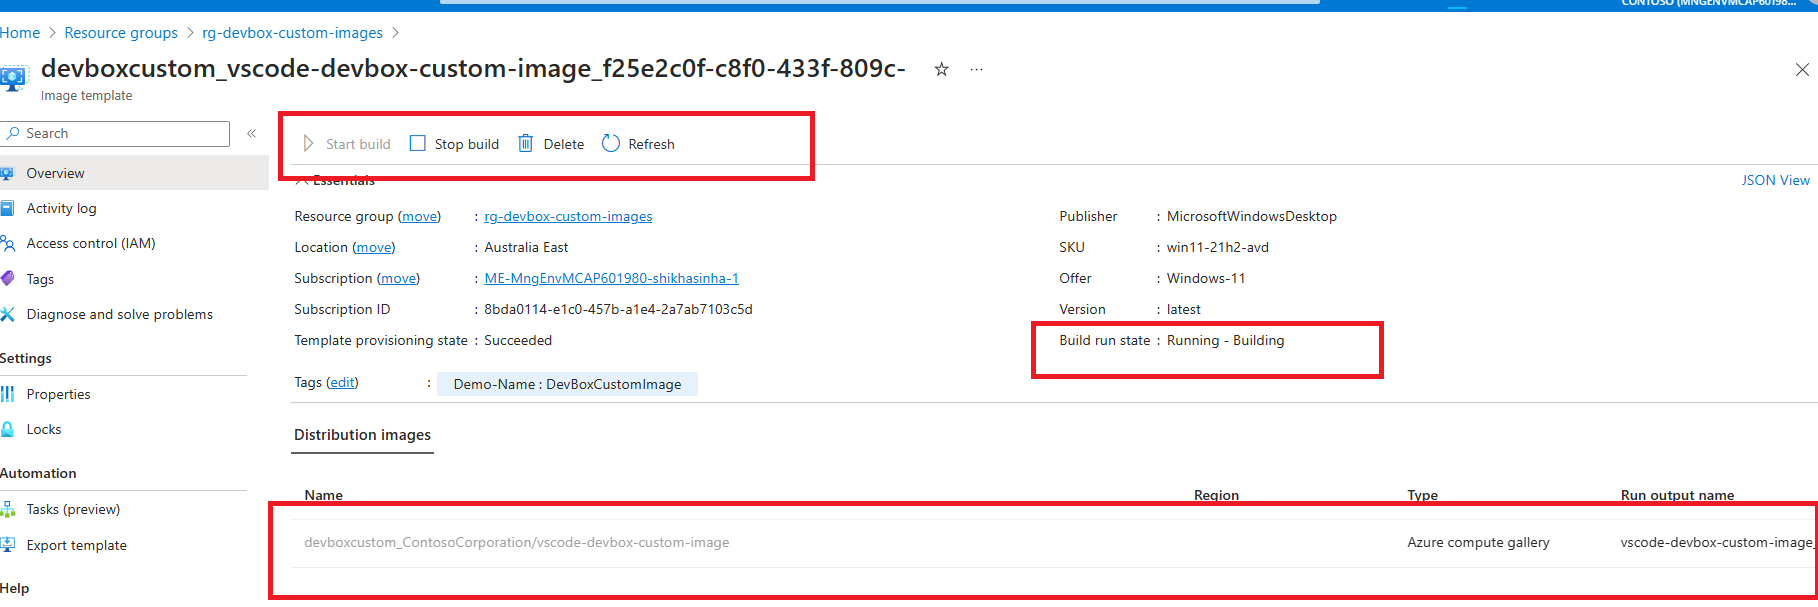 CONTOSO (MNGENVMCAP60198...
Home > Resource groups > rg-devbox-custom-images >
devboxcustom_vscode-devbox-custom-image_f25e2c0f-c8f0-433f-809c- ☆ ...
Image template
Search «
Start build Stop build Delete Refresh
Overview
Essentials
JSON View
Activity log
Access control (IAM)
Tags
Diagnose and solve problems
Settings
Properties
Locks
Automation
Tasks (preview)
Export template
Help
Resource group (move) : rg-devbox-custom-images
Location (move) : Australia East
Subscription (move) : ME-MngEnvMCAP601980-shikhasinha-1
Subscription ID : 8bda0114-e1c0-457b-a1e4-2a7ab7103c5d
Template provisioning state : Succeeded
Tags (edit) : Demo-Name : DevBoxCustomImage
Publisher : MicrosoftWindowsDesktop
SKU : win11-21h2-avd
Offer : Windows-11
Version : latest
Build run state : Running - Building
Distribution images
Name Region Type Run output name
devboxcustom_ContosoCorporation/vscode-devbox-custom-image Azure compute gallery vscode-devbox-custom-image_